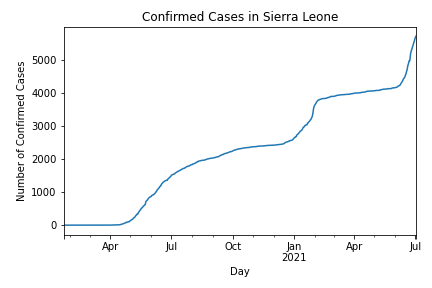 Confirmed Cases in Sierra Leone
Number of Confirmed Cases
5000
4000
3000
2000
1000
0
Apr Jul Oct Jan Apr Jul
2021
Day